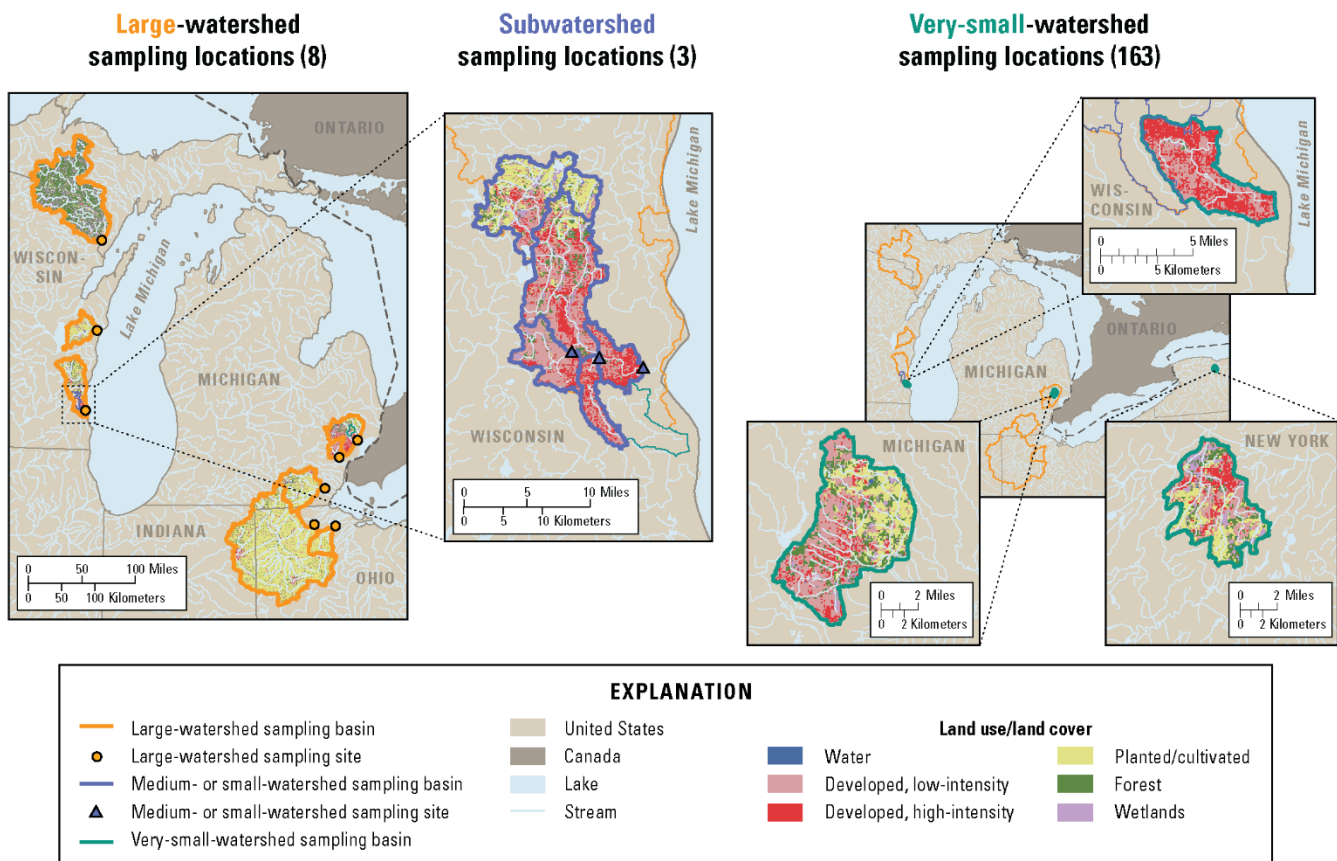 Large-watershed
sampling locations (8)
Subwatershed
sampling locations (3)
Very-small-watershed
sampling locations (163)
ONTARIO
WISCON-
SIN
Lake Michigan
MICHIGAN
INDIANA
OHIO
0 50 100 Miles
0 50 100 Kilometers
Lake Michigan
WISCONSIN
0 5 10 Miles
0 5 10 Kilometers
WIS-
CONSIN
Lake Michigan
0 5 Miles
0 5 Kilometers
ONTARIO
MICHIGAN
MICHIGAN
0 2 Miles
0 2 Kilometers
NEW YORK
0 2 Miles
0 2 Kilometers
EXPLANATION
Large-watershed sampling basin
Large-watershed sampling site
Medium- or small-watershed sampling basin
Medium- or small-watershed sampling site
Very-small-watershed sampling basin
United States
Canada
Lake
Stream
Land use/land cover
Water
Developed, low-intensity
Developed, high-intensity
Planted/cultivated
Forest
Wetlands